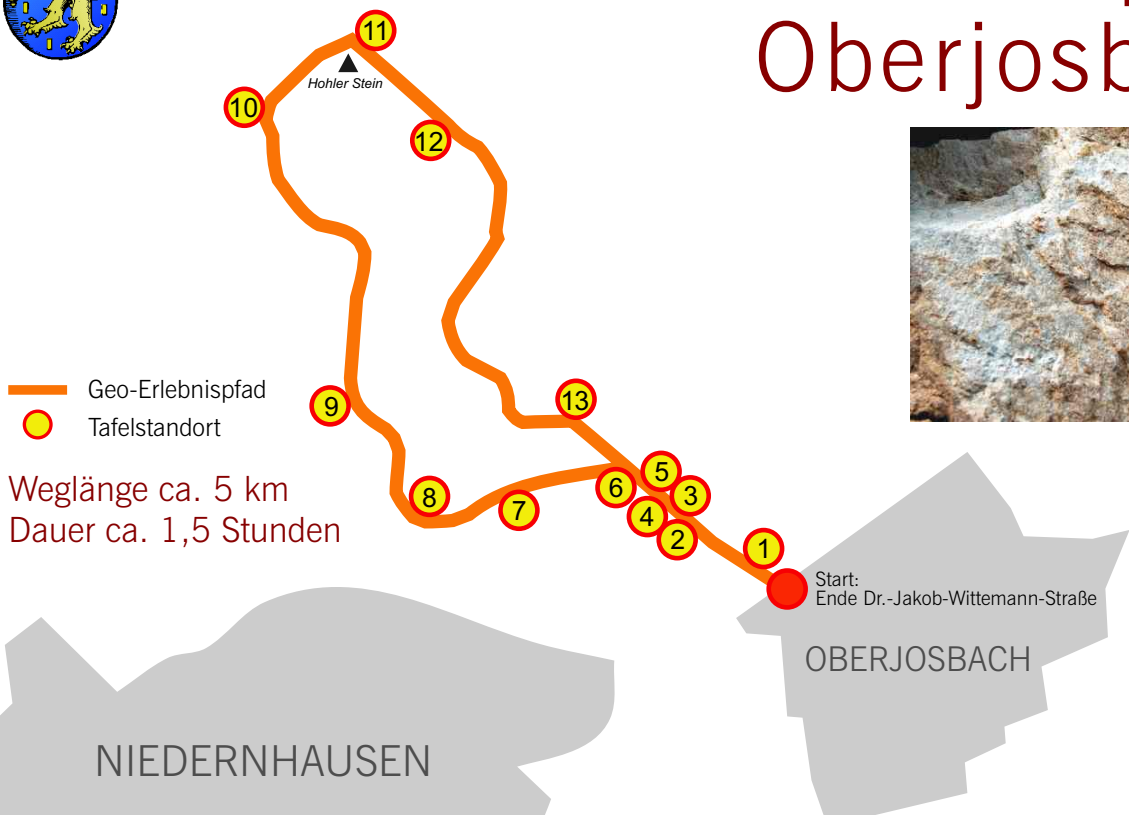 11
Hohler Stein
10
12
Geo-Erlebnispfad
9
13
Tafelstandort
Weglänge ca. 5 km
Dauer ca. 1,5 Stunden
8
7
6
5
3
4
2
1
Start:
Ende Dr.-Jakob-Wittemann-Straße
OBERJOSBACH
NIEDERNHAUSEN